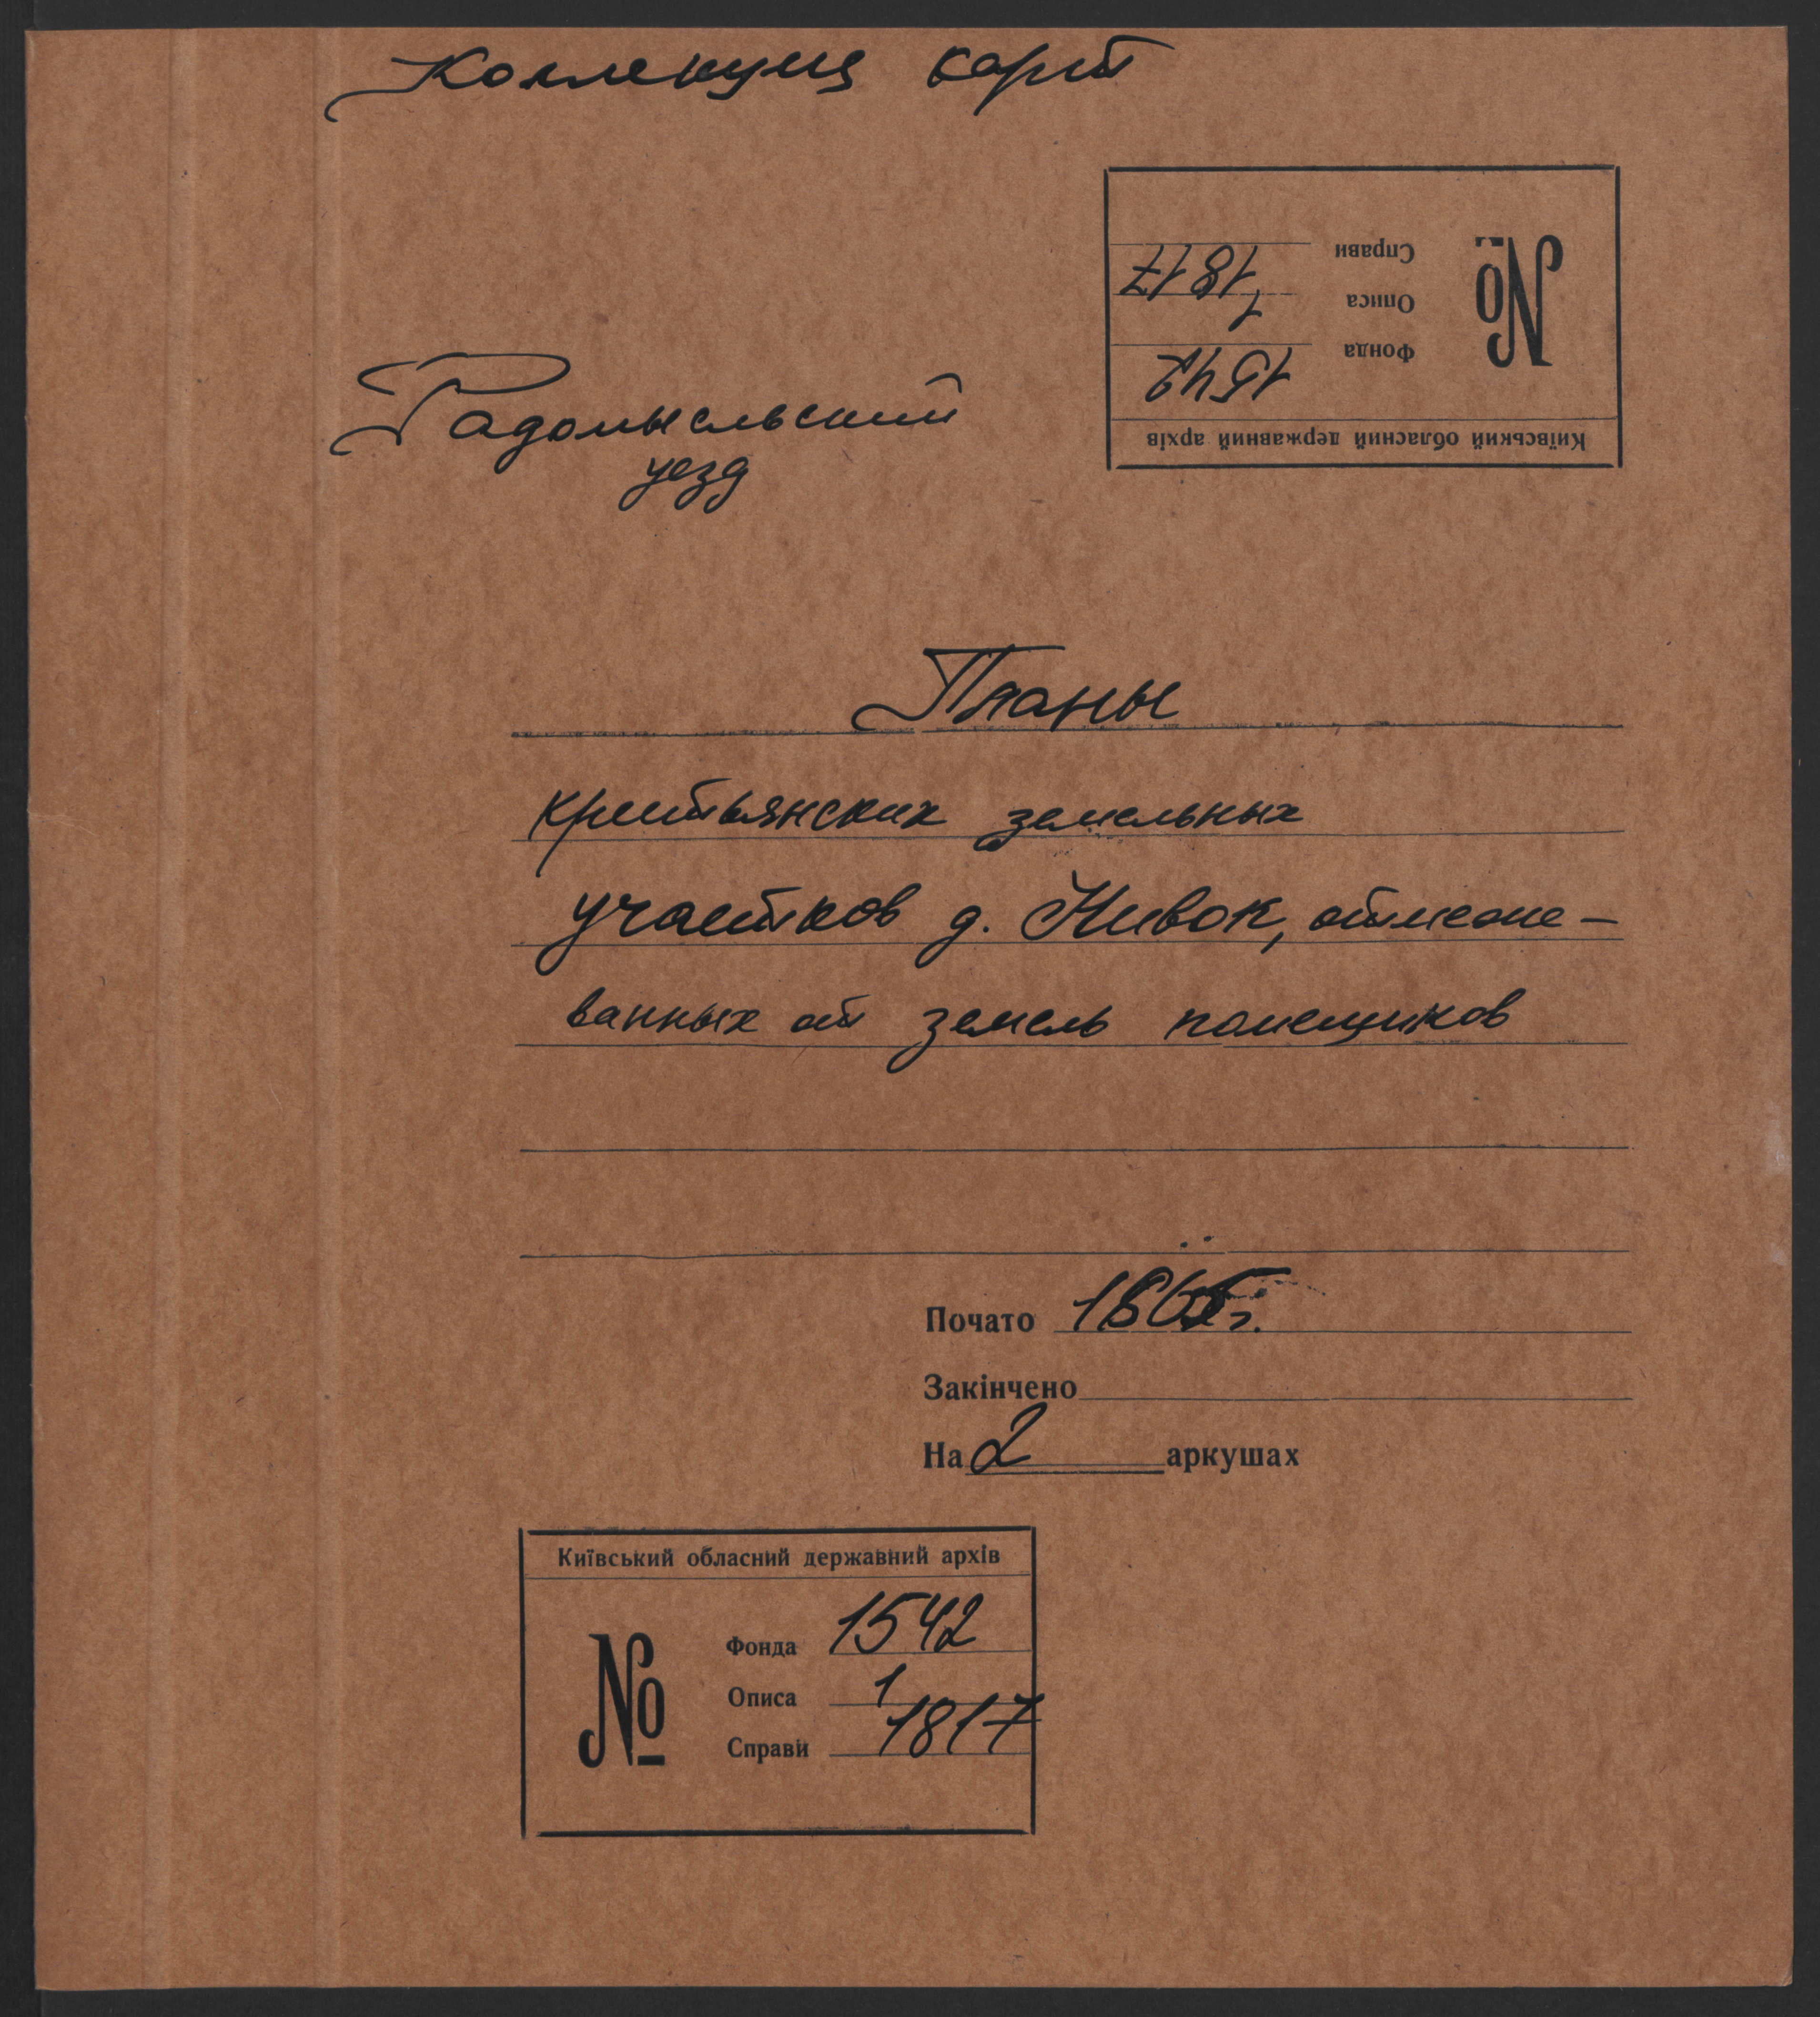 Коллекция карт
Справи 1817
Описа 1
Фонда 1542
№
Київський обласний державний архів
Радомысльский
уезд
Планы
крестьянских земельных
участков д. Нивок, отмеже-
ванных от земель помещиков
Почато
Закінчено
На 2 аркушах
Київський обласний державний архів
№
Фонда 1542
Описа 1
Справи 1817